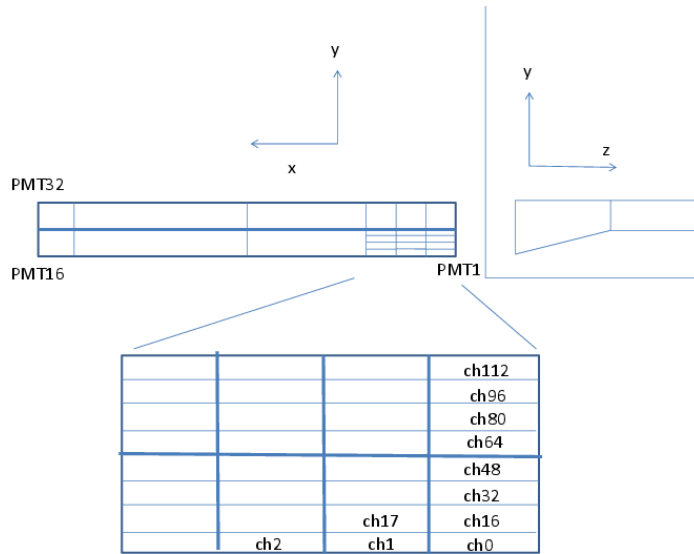 y
y
x
z
PMT32
PMT16
PMT1
ch112
ch96
ch80
ch64
ch48
ch32
ch17 ch16
ch2 ch1 ch0